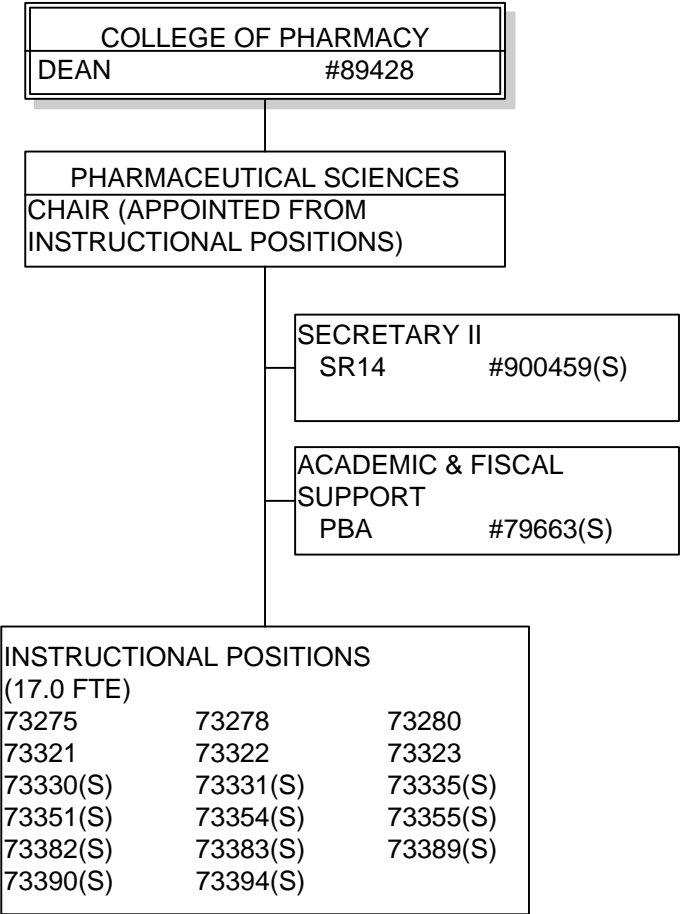 COLLEGE OF PHARMACY
DEAN #89428
PHARMACEUTICAL SCIENCES
CHAIR (APPOINTED FROM
INSTRUCTIONAL POSITIONS)
SECRETARY II
SR14 #900459(S)
ACADEMIC & FISCAL
SUPPORT
PBA #79663(S)
INSTRUCTIONAL POSITIONS
(17.0 FTE)
73275 73278 73280
73321 73322 73323
73330(S) 73331(S) 73335(S)
73351(S) 73354(S) 73355(S)
73382(S) 73383(S) 73389(S)
73390(S) 73394(S)